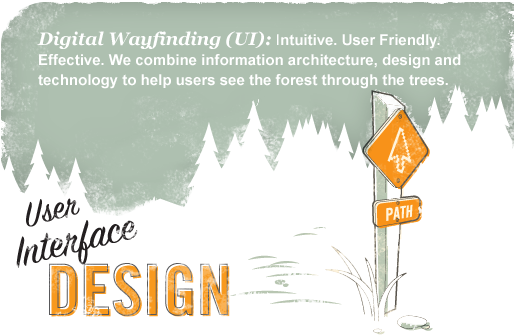 Digital Wayfinding (UI): Intuitive. User Friendly.
Effective. We combine information architecture, design and
technology to help users see the forest through the trees.
PATH
User
Interface
DESIGN